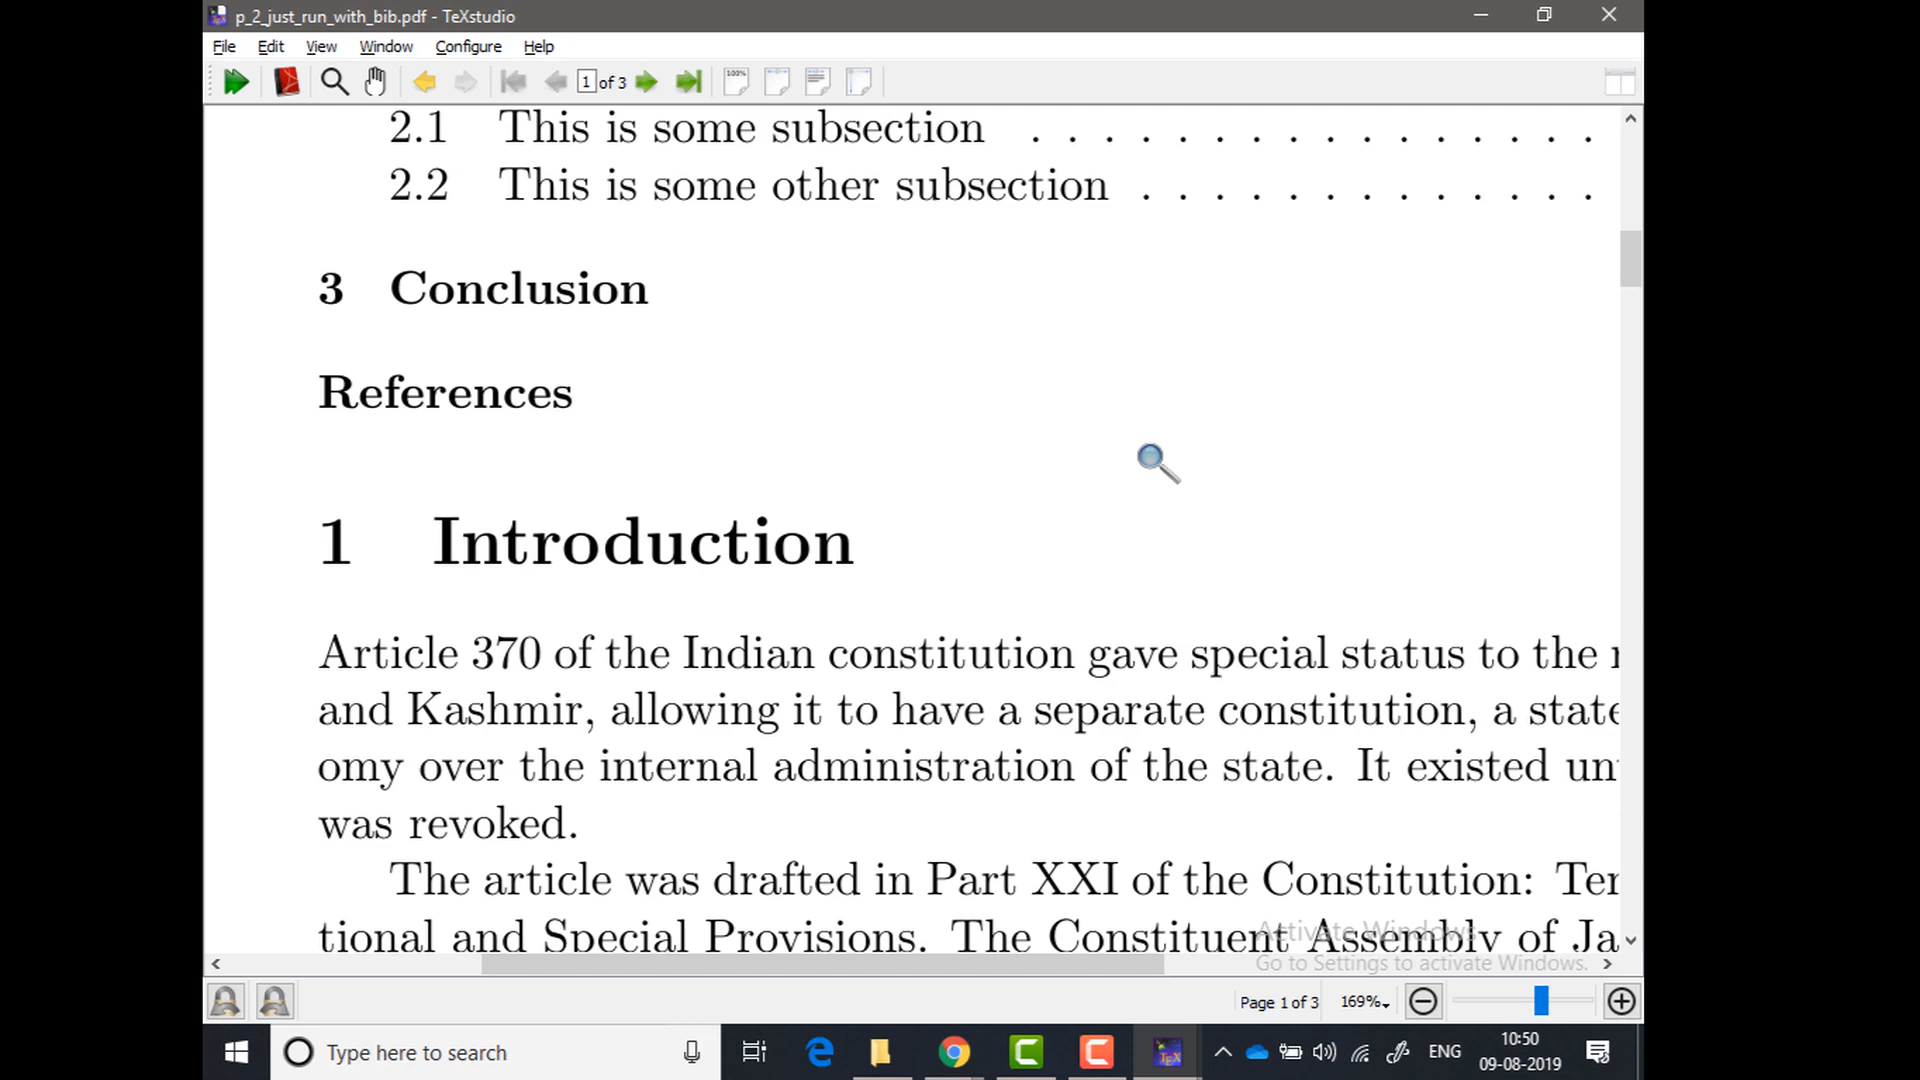 p_2_just_run_with_bib.pdf - TeXstudio
File Edit View Window Configure Help
1 of 3 100%
2.1 This is some subsection . . . . . . . . . . . . . . . .
2.2 This is some other subsection . . . . . . . . . . . . .
3 Conclusion
References
1 Introduction
Article 370 of the Indian constitution gave special status to the
and Kashmir, allowing it to have a separate constitution, a state
omy over the internal administration of the state. It existed
was revoked.
The article was drafted in Part XXI of the Constitution:
tional and Special Provisions. The Constituent Assembly of Ja
Activate Windows
Go to Settings to activate Windows.
Page 1 of 3 169%
Type here to search ENG 10:50
09-08-2019